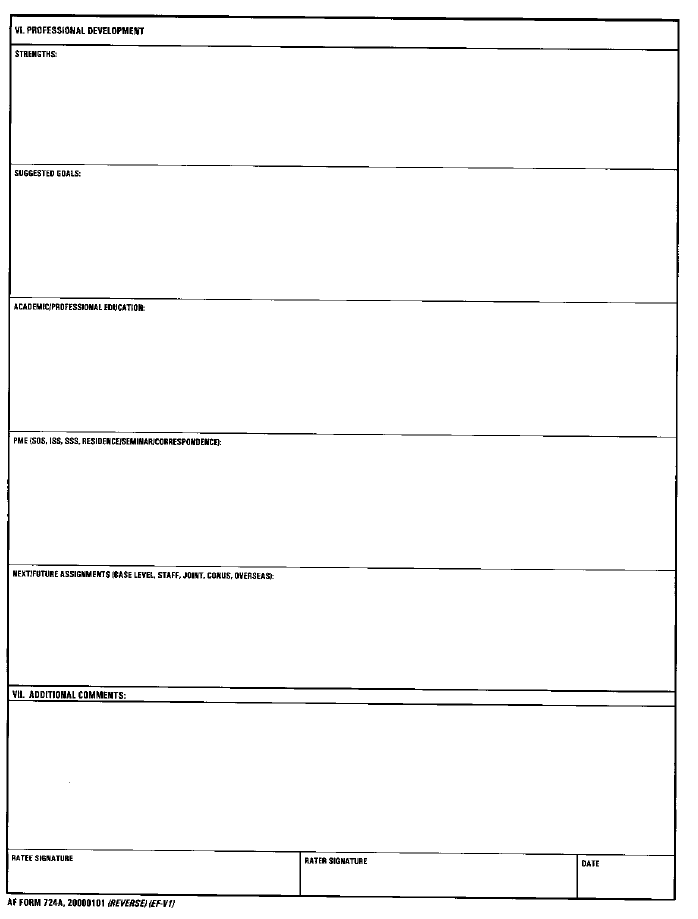 VI. PROFESSIONAL DEVELOPMENT
STRENGTHS:
SUGGESTED GOALS:
ACADEMIC/PROFESSIONAL EDUCATION:
PME (SOS, ISS, SSS, RESIDENCE/SEMINAR/CORRESPONDENCE):
NEXT/FUTURE ASSIGNMENTS (BASE LEVEL, STAFF, JOINT, CONUS, OVERSEAS):
VII. ADDITIONAL COMMENTS:
RATEE SIGNATURE
RATER SIGNATURE
DATE
AF FORM 724A, 20000101 (REVERSE) (EF-V1)